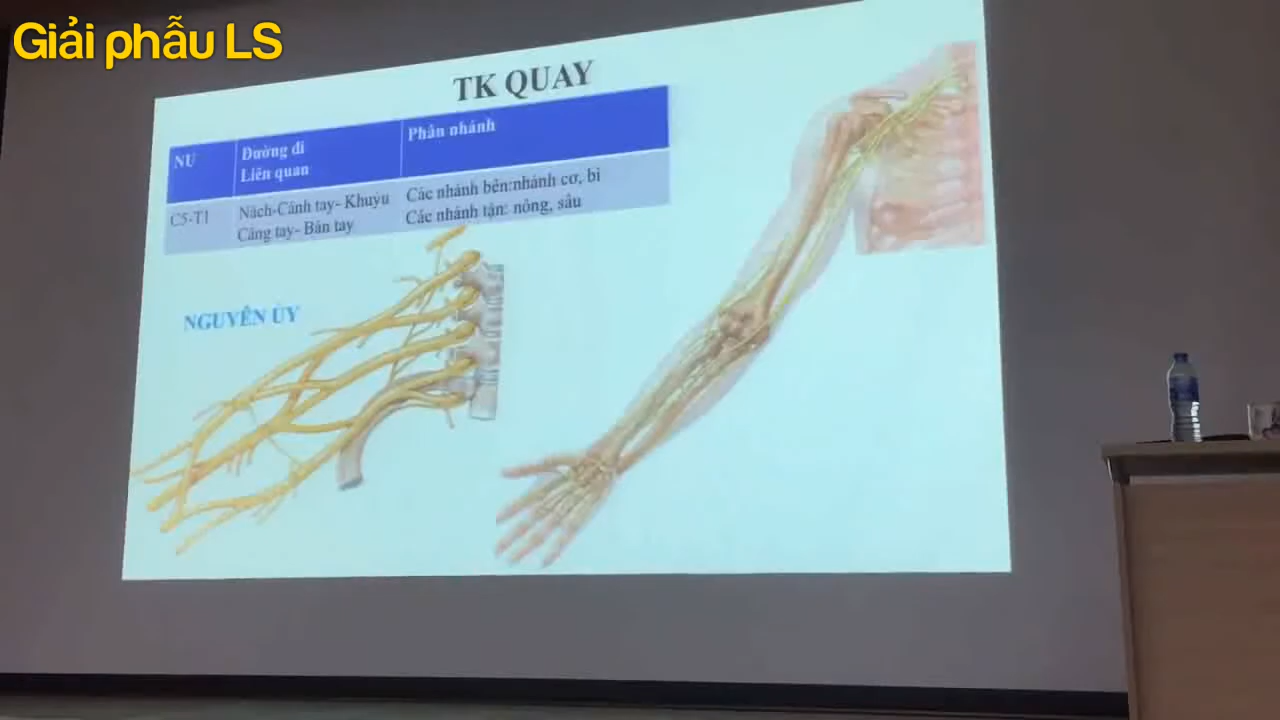 Giải phẫu LS
TK QUAY
NU
Đường đi
Liên quan
Phân nhánh
C5-T1
Nách-Cánh tay- Khuỷu
Cẳng tay- Bàn tay
Các nhánh bên:nhánh cơ, bì
Các nhánh tận: nông, sâu
NGUYÊN ỦY